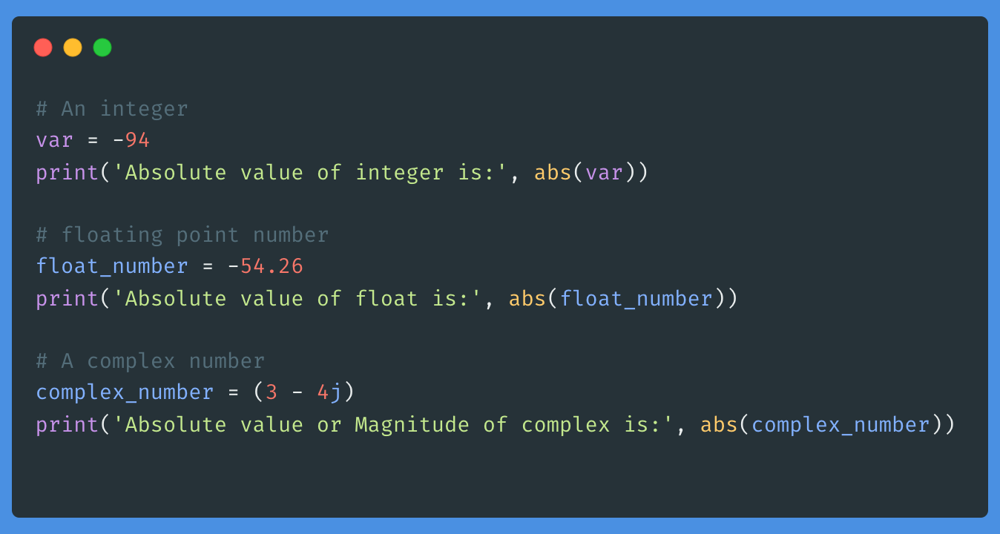 # An integer
var = -94
print('Absolute value of integer is:', abs(var))
# floating point number
float_number = -54.26
print('Absolute value of float is:', abs(float_number))
# A complex number
complex_number = (3 - 4j)
print('Absolute value or Magnitude of complex is:', abs(complex_number))